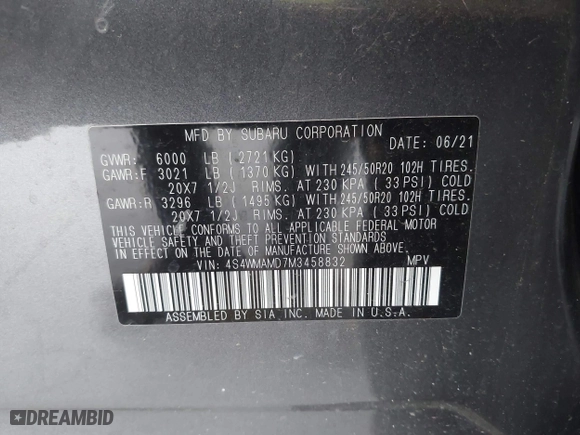 MFD BY SUBARU CORPORATION
DATE: 06/21
GVWR: 6000 LB (2721KG)
GAWR:F 3021 LB (1370KG) WITH 245/50R20 102H TIRES.
20X7 1/2J RIMS. AT 230 KPA (33 PSI) COLD
GAWR:R 3296 LB (1495KG) WITH 245/50R20 102H TIRES.
20X7 1/2J RIMS. AT 230 KPA (33 PSI) COLD
THIS VEHICLE CONFORMS TO ALL APPLICABLE FEDERAL MOTOR
VEHICLE SAFETY AND THEFT PREVENTION STANDARDS
IN EFFECT ON THE DATE OF MANUFACTURE SHOWN ABOVE.
VIN: 4S4WMAMD7M3458832 MPV
ASSEMBLED BY SIA,INC. MADE IN U.S.A.
DREAMBID